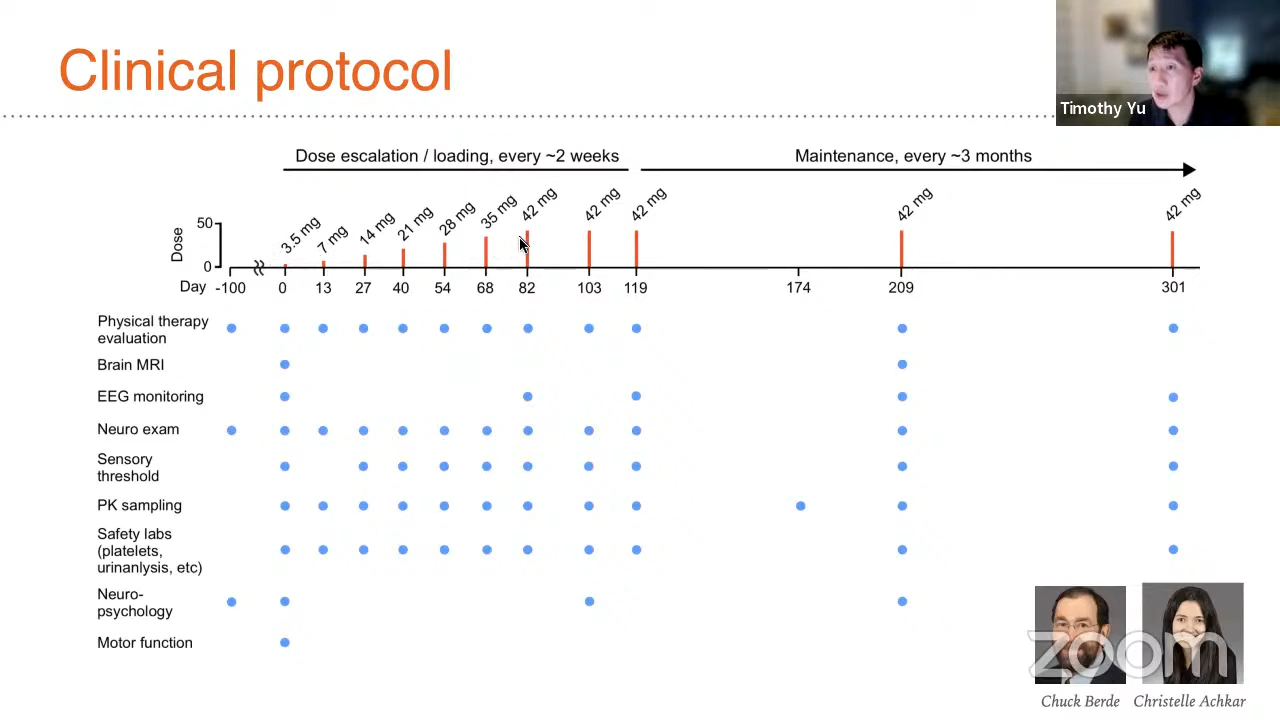 Clinical protocol
Timothy Yu
Dose escalation / loading, every ~2 weeks
Maintenance, every ~3 months
3.5 mg
7 mg
14 mg
21 mg
28 mg
35 mg
42 mg
42 mg
42 mg
42 mg
42 mg
Dose
50
0
Day -100 0 13 27 40 54 68 82 103 119 174 209 301
Physical therapy
evaluation
Brain MRI
EEG monitoring
Neuro exam
Sensory
threshold
PK sampling
Safety labs
(platelets,
urinanlysis, etc)
Neuro-
psychology
Motor function
zoom
Chuck Berde
Christelle Achkar